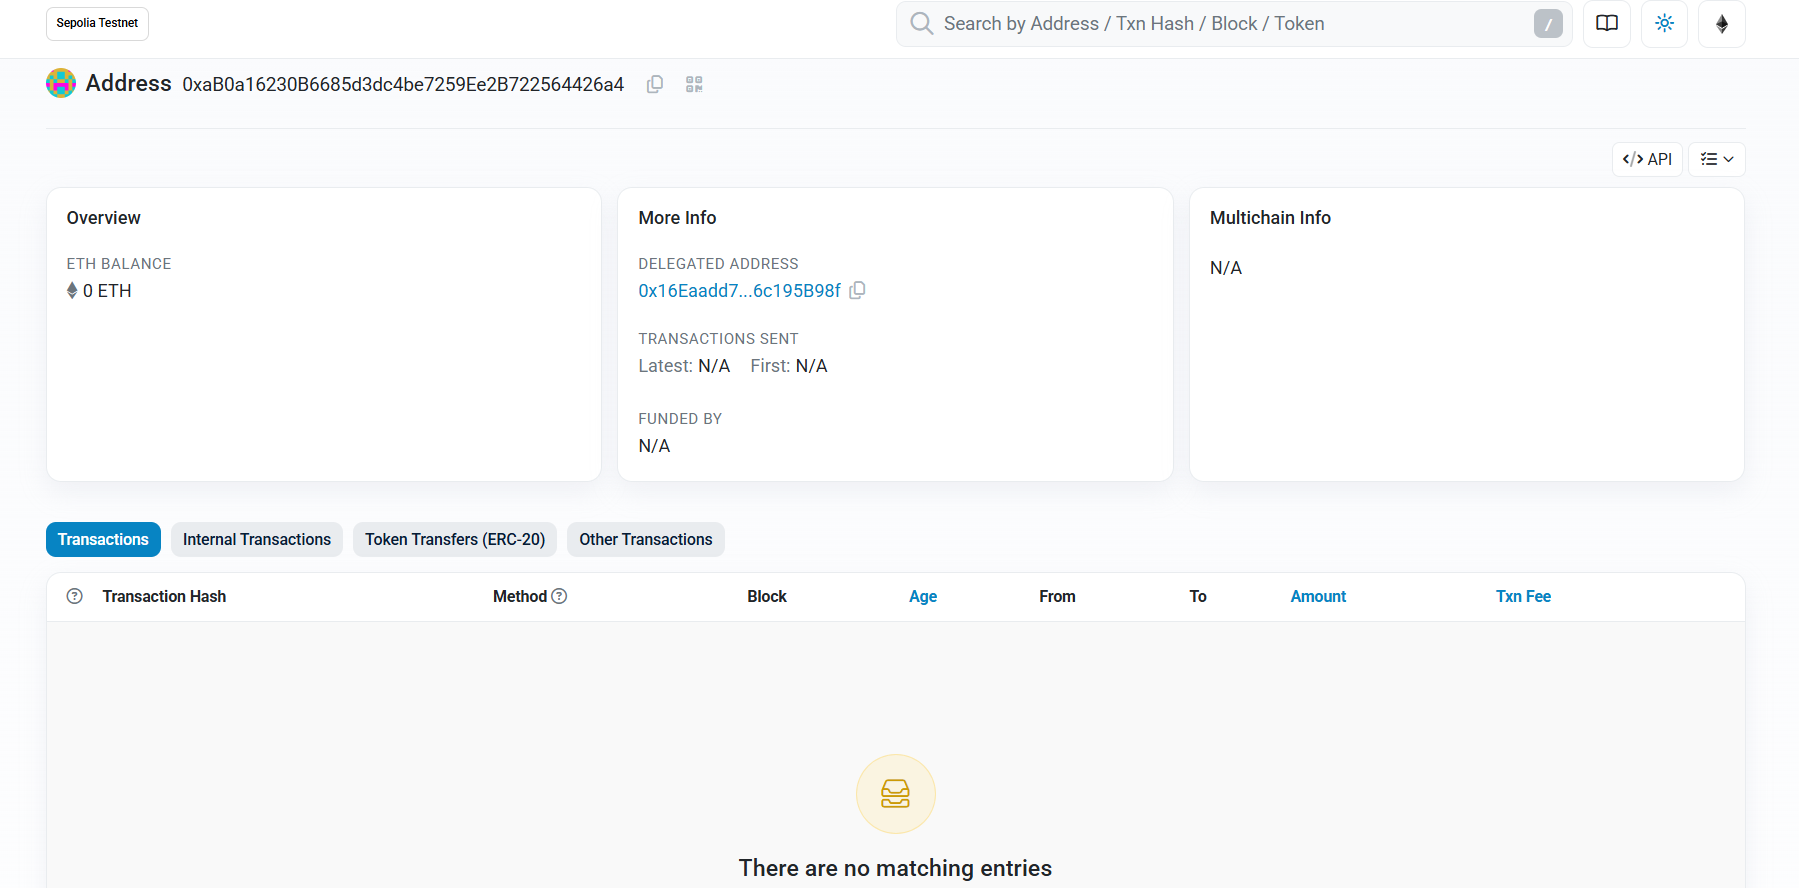 Sepolia Testnet
Search by Address / Txn Hash / Block / Token
/
Address 0xaB0a16230B6685d3dc4be7259Ee2B722564426a4
API
Overview
ETH BALANCE
0 ETH
More Info
DELEGATED ADDRESS
0x16Eaadd7...6c195B98f
TRANSACTIONS SENT
Latest: N/A First: N/A
FUNDED BY
N/A
Multichain Info
N/A
Transactions Internal Transactions Token Transfers (ERC-20) Other Transactions
Transaction Hash Method Block Age From To Amount Txn Fee
There are no matching entries